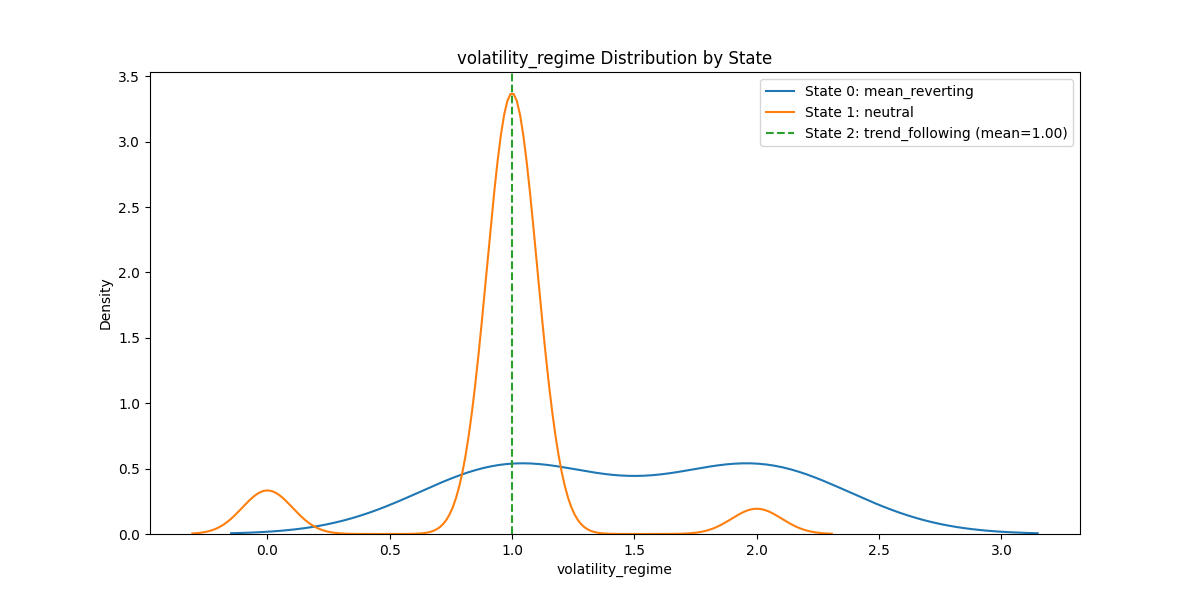 volatility_regime Distribution by State
State 0: mean_reverting
State 1: neutral
State 2: trend_following (mean=1.00)
Density
3.5
3.0
2.5
2.0
1.5
1.0
0.5
0.0
0.0 0.5 1.0 1.5 2.0 2.5 3.0
volatility_regime